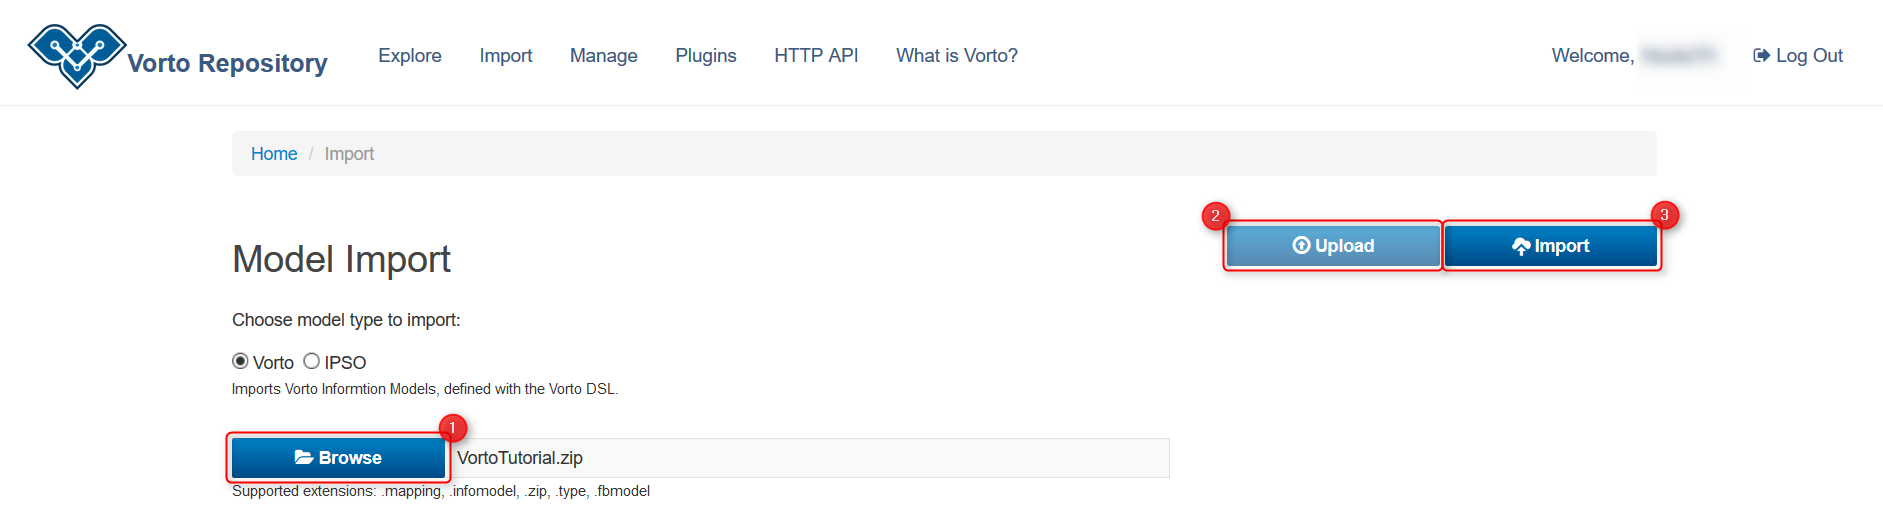 Vorto Repository Explore Import Manage Plugins HTTP API What is Vorto? Welcome, Log Out
Home / Import
2 3
Upload Import
Model Import
Choose model type to import:
Vorto IPSO
Imports Vorto Informtion Models, defined with the Vorto DSL.
1
Browse VortoTutorial.zip
Supported extensions: .mapping, .infomodel, .zip, .type, .fbmodel